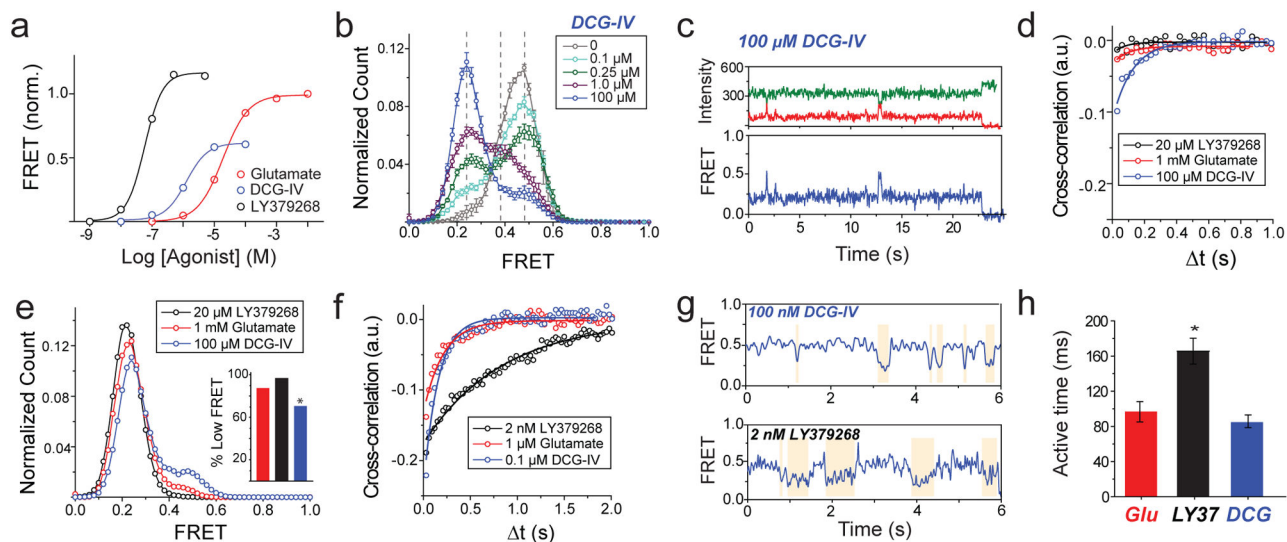 a
FRET (norm.)
1.0
0.5
0
-9
-7
-5
-3
-1
Log [Agonist] (M)
Glutamate
DCG-IV
LY379268
b
DCG-IV
Normalized Count
0.12
0.08
0.04
0
0.0
0.2
0.4
0.6
0.8
1.0
FRET
0
0.1 µM
0.25 µM
1.0 µM
100 µM
c
100 µM DCG-IV
Intensity
600
300
0
FRET
1.0
0.5
0.0
0
5
10
15
20
Time (s)
d
Cross-correlation (a.u.)
0.0
-0.1
-0.2
0.0
0.2
0.4
0.6
0.8
1.0
Δt (s)
20 µM LY379268
1 mM Glutamate
100 µM DCG-IV
e
Normalized Count
0.12
0.08
0.04
0
0.0
0.2
0.4
0.6
0.8
1.0
FRET
20 µM LY379268
1 mM Glutamate
100 µM DCG-IV
% Low FRET
100
60
20
*
f
Cross-correlation (a.u.)
0.0
-0.1
-0.2
0.0
0.5
1.0
1.5
2.0
Δt (s)
2 nM LY379268
1 µM Glutamate
0.1 µM DCG-IV
g
100 nM DCG-IV
FRET
1.0
0.5
0.0
0
2
4
6
2 nM LY379268
FRET
1.0
0.5
0.0
0
2
4
6
Time (s)
h
Active time (ms)
200
160
120
80
40
0
*
Glu
LY37
DCG